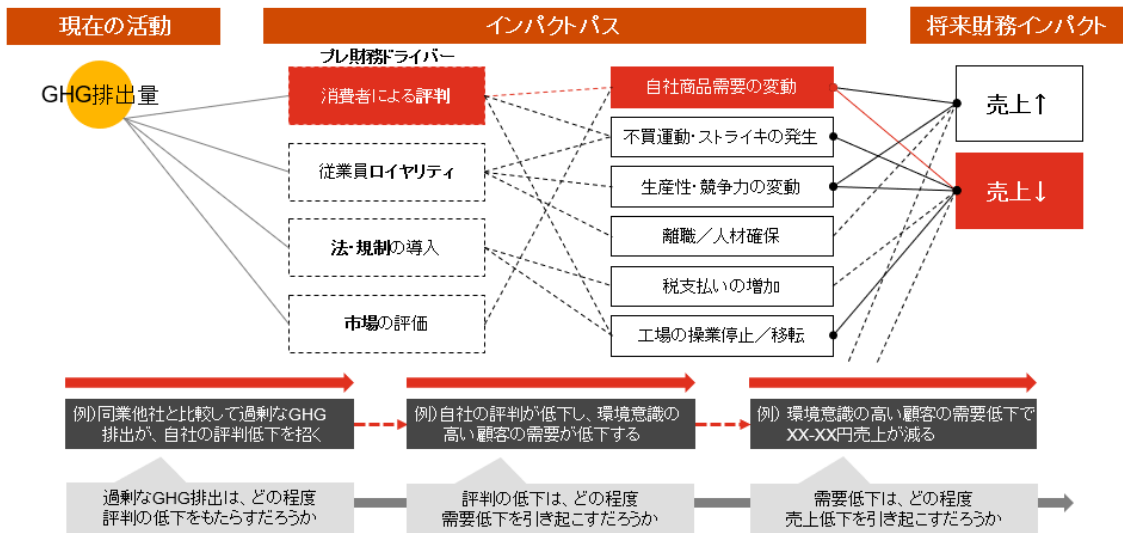 現在の活動
インパクトパス
将来財務インパクト
プレ財務ドライバー
GHG排出量
消費者による評判
従業員ロイヤリティ
法・規制の導入
市場の評価
自社商品需要の変動
不買運動・ストライキの発生
生産性・競争力の変動
離職／人材確保
税支払いの増加
工場の操業停止／移転
売上↑
売上↓
例）同業他社と比較して過剰なGHG
排出が、自社の評判低下を招く
例）自社の評判が低下し、環境意識の
高い顧客の需要が低下する
例） 環境意識の高い顧客の需要低下で
XX-XX円売上が減る
過剰なGHG排出は、どの程度
評判の低下をもたらすだろうか
評判の低下は、どの程度
需要低下を引き起こすだろうか
需要低下は、どの程度
売上低下を引き起こすだろうか